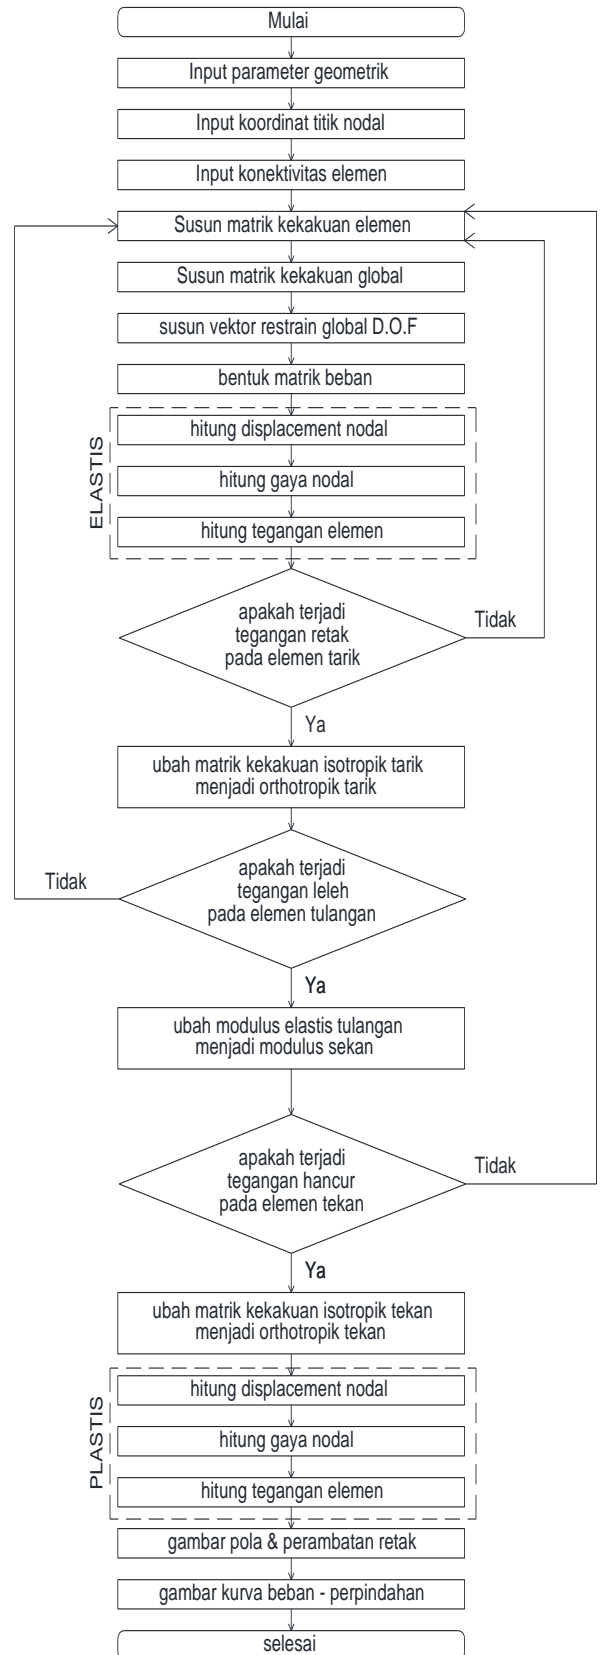 Mulai
Input parameter geometrik
Input koordinat titik nodal
Input konektivitas elemen
Susun matrik kekakuan elemen
Susun matrik kekakuan global
susun vektor restrain global D.O.F
bentuk matrik beban
ELASTIS
hitung displacement nodal
hitung gaya nodal
hitung tegangan elemen
apakah terjadi
tegangan retak
pada elemen tarik
Tidak
Ya
ubah matrik kekakuan isotropik tarik
menjadi orthotropik tarik
apakah terjadi
tegangan leleh
pada elemen tulangan
Tidak
Ya
ubah modulus elastis tulangan
menjadi modulus sekan
apakah terjadi
tegangan hancur
pada elemen tekan
Tidak
Ya
ubah matrik kekakuan isotropik tekan
menjadi orthotropik tekan
PLASTIS
hitung displacement nodal
hitung gaya nodal
hitung tegangan elemen
gambar pola & perambatan retak
gambar kurva beban - perpindahan
selesai